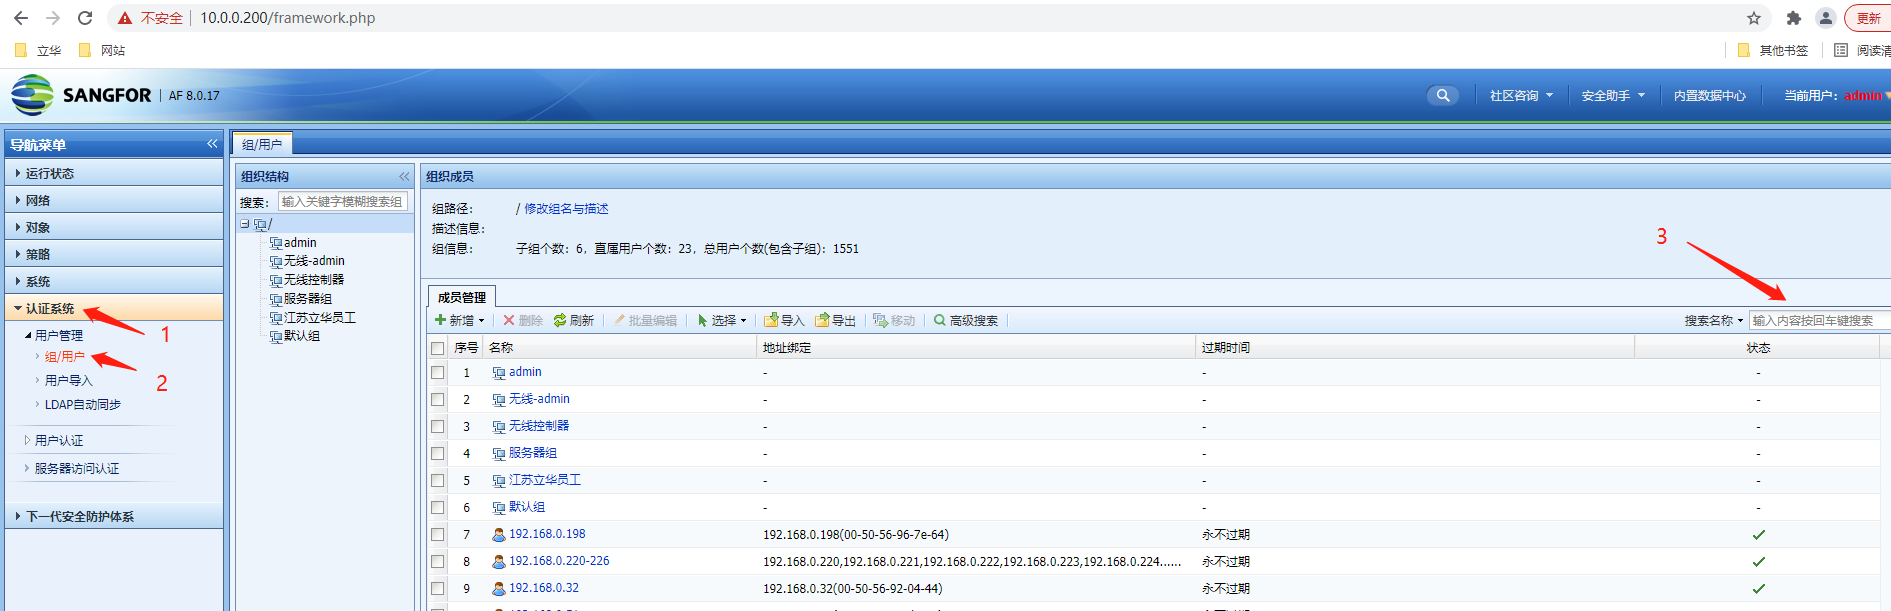 不安全 10.0.0.200/framework.php 更新
立华 网站 其他书签 阅读清
SANGFOR AF 8.0.17 社区咨询 安全助手 内置数据中心 当前用户: admin
导航菜单
运行状态
网络
对象
策略
系统
认证系统
用户管理
组/用户
用户导入
LDAP自动同步
用户认证
服务器访问认证
下一代安全防护体系
1
2
组/用户
组织结构
搜索: 输入关键字模糊搜索组
/
admin
无线-admin
无线控制器
服务器组
江苏立华员工
默认组
组织成员
组路径: / 修改组名与描述
描述信息:
组信息: 子组个数: 6, 直属用户个数: 23, 总用户个数(包含子组): 1551
3
成员管理
新增 删除 刷新 批量编辑 选择 导入 导出 移动 高级搜索 搜索名称 输入内容按回车键搜索
序号 名称 地址绑定 过期时间 状态
1 admin - - -
2 无线-admin - - -
3 无线控制器 - - -
4 服务器组 - - -
5 江苏立华员工 - - -
6 默认组 - - -
7 192.168.0.198 192.168.0.198(00-50-56-96-7e-64) 永不过期
8 192.168.0.220-226 192.168.0.220,192.168.0.221,192.168.0.222,192.168.0.223,192.168.0.224...... 永不过期
9 192.168.0.32 192.168.0.32(00-50-56-92-04-44) 永不过期